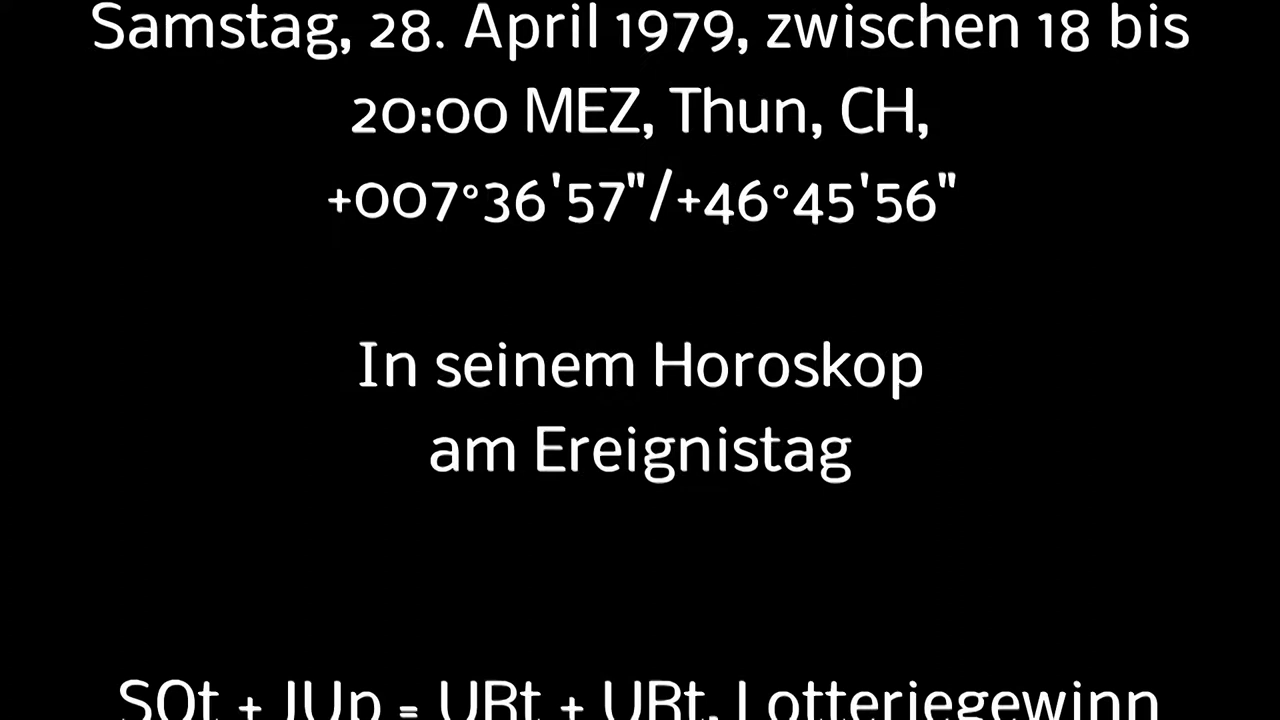 Samstag, 28. April 1979, zwischen 18 bis
20:00 MEZ, Thun, CH,
+007°36'57"/+46°45'56"
In seinem Horoskop
am Ereignistag
SOt + JUp = URt + URt, Lotteriegewinn